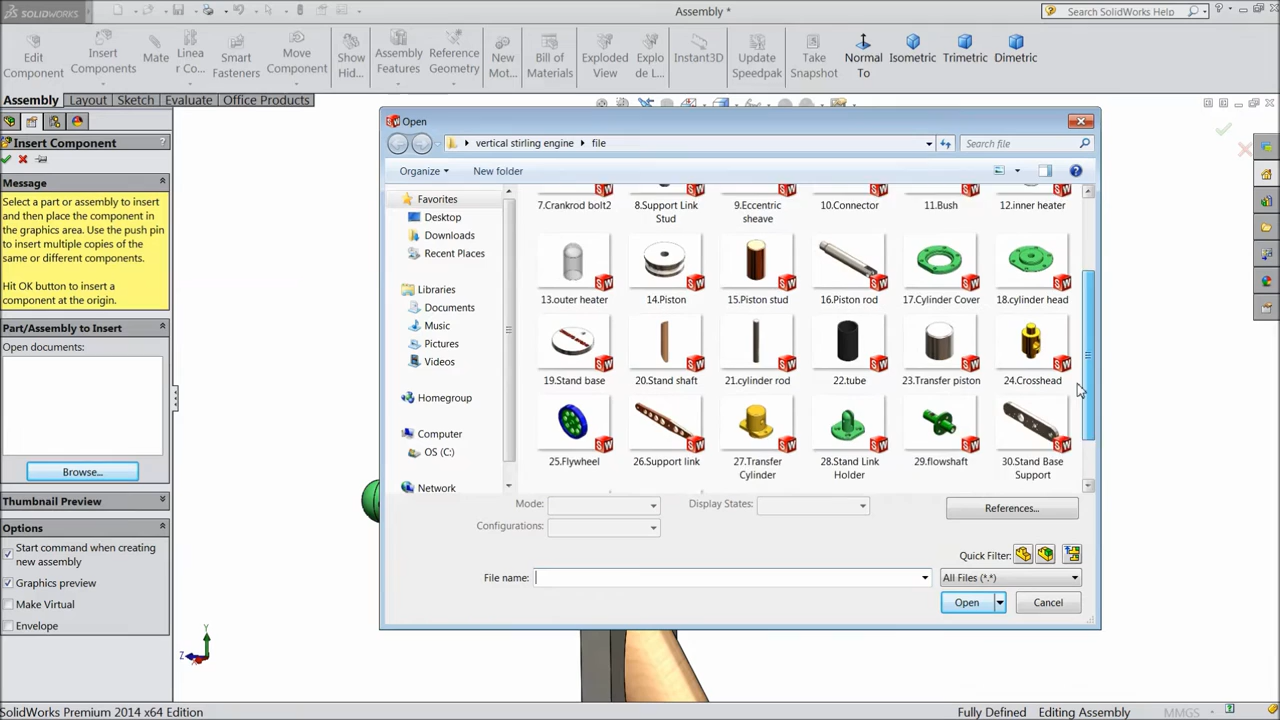 SOLIDWORKS
Assembly *
Search SolidWorks Help
Edit
Component
Insert
Components
Mate
Linea
r Co...
Smart
Fasteners
Move
Component
Show
Hid...
Assembly
Features
Reference
Geometry
New
Mot...
Bill of
Materials
Exploded
View
Explo
de L...
Instant3D
Update
Speedpak
Take
Snapshot
Normal
To
Isometric
Trimetric
Dimetric
Assembly
Layout
Sketch
Evaluate
Office Products
Insert Component
?
Message
Select a part or assembly to insert
and then place the component in
the graphics area. Use the push pin
to insert multiple copies of the
same or different components.
Hit OK button to insert a
component at the origin.
Part/Assembly to Insert
Open documents:
Browse...
Thumbnail Preview
Options
Start command when creating
new assembly
Graphics preview
Make Virtual
Envelope
Open
vertical stirling engine
file
Search file
Organize
New folder
Favorites
Desktop
Downloads
Recent Places
Libraries
Documents
Music
Pictures
Videos
Homegroup
Computer
OS (C:)
Network
7.Crankrod bolt2
8.Support Link
Stud
9.Eccentric
sheave
10.Connector
11.Bush
12.inner heater
13.outer heater
14.Piston
15.Piston stud
16.Piston rod
17.Cylinder Cover
18.cylinder head
19.Stand base
20.Stand shaft
21.cylinder rod
22.tube
23.Transfer piston
24.Crosshead
25.Flywheel
26.Support link
27.Transfer
Cylinder
28.Stand Link
Holder
29.flowshaft
30.Stand Base
Support
Mode:
Display States:
Configurations:
References...
Quick Filter:
File name:
All Files (*.*)
Open
Cancel
Y
Z
SolidWorks Premium 2014 x64 Edition
Fully Defined
Editing Assembly
MMGS